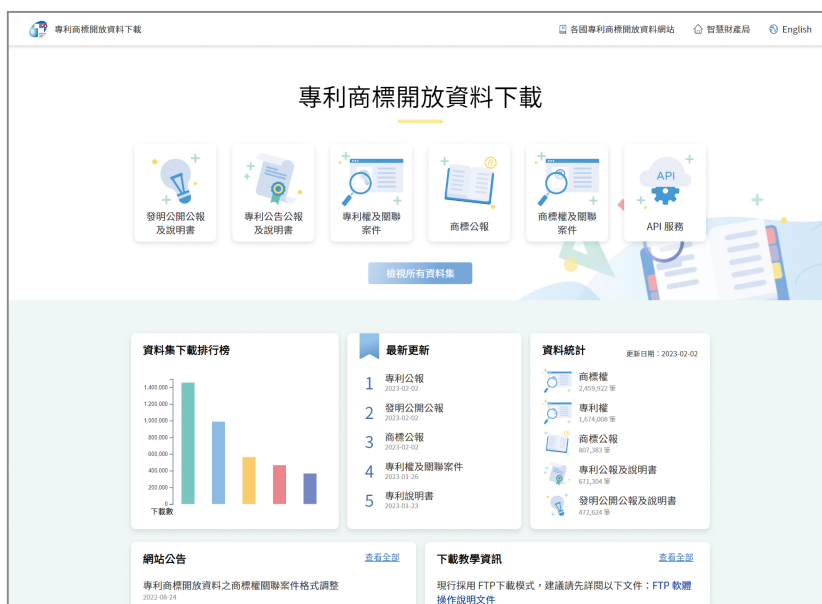 專利商標開放資料下載
各國專利商標開放資料網站
智慧財產局
English
專利商標開放資料下載
發明公開公報
及說明書
專利公告公報
及說明書
專利權及關聯
案件
商標公報
商標權及關聯
案件
API
API 服務
檢視所有資料集
資料集下載排行榜
1,400,000
1,200,000
1,000,000
800,000
600,000
400,000
200,000
0
下載數
最新更新
1 專利公報
2023-02-02
2 發明公開公報
2023-02-02
3 商標公報
2023-02-02
4 專利權及關聯案件
2023-01-26
5 專利說明書
2023-01-23
資料統計
更新日期：2023-02-02
商標權
2,459,922 筆
專利權
1,674,008 筆
商標公報
807,383 筆
專利公報及說明書
671,304 筆
發明公開公報及說明書
472,624 筆
網站公告
查看全部
專利商標開放資料之商標權關聯案件格式調整
2022-08-24
下載教學資訊
查看全部
現行採用 FTP下載模式，建議請先詳閱以下文件：FTP 軟體
操作說明文件